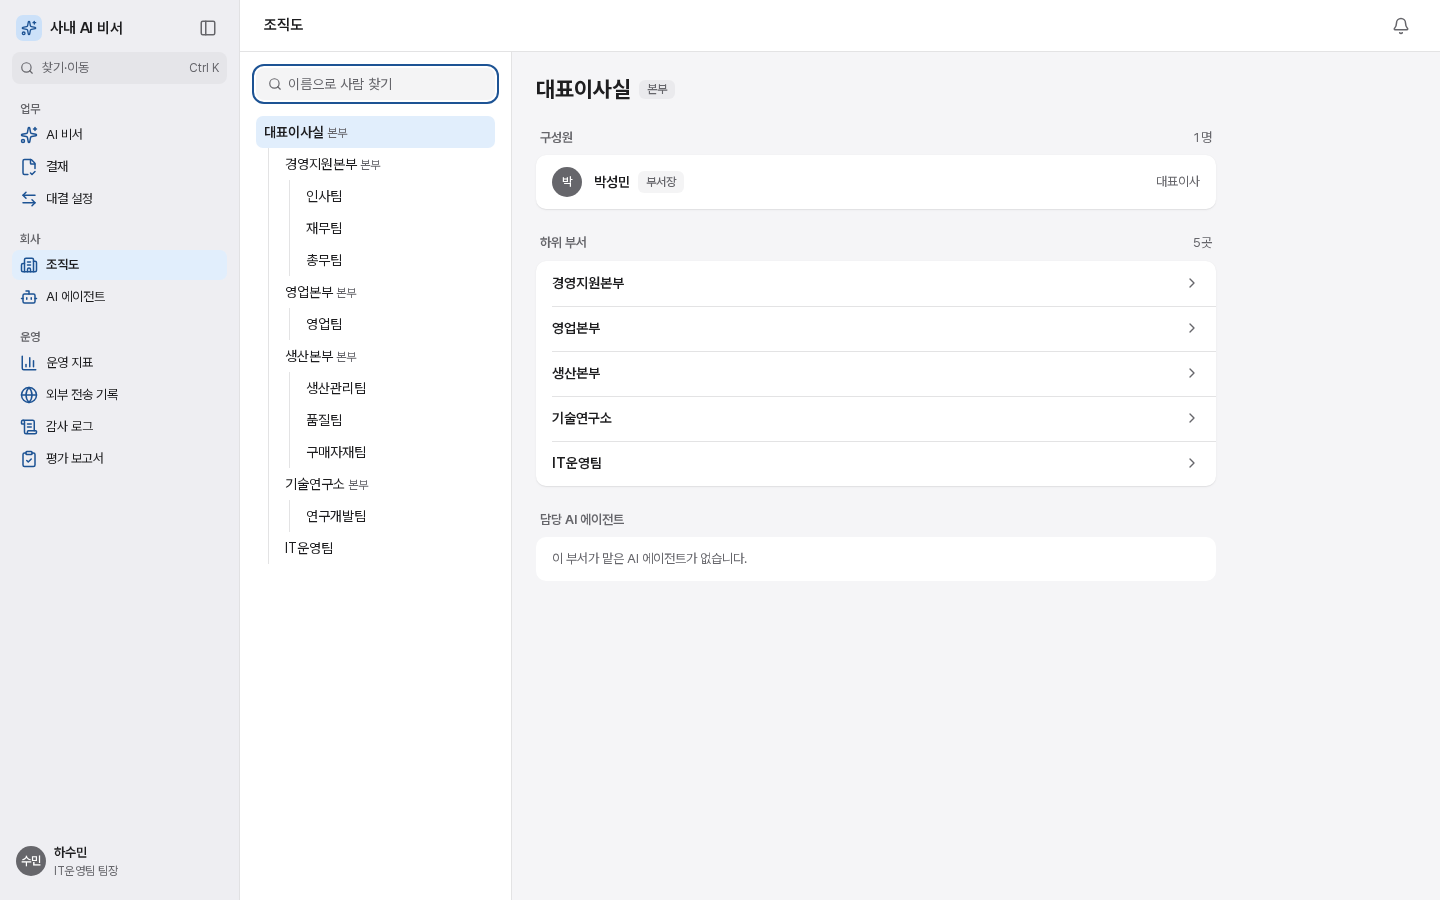 사내 AI 비서
찾기·이동 Ctrl K
업무
AI 비서
결재
대결 설정
회사
조직도
AI 에이전트
운영
운영 지표
외부 전송 기록
감사 로그
평가 보고서
수민
하수민
IT운영팀 팀장
조직도
이름으로 사람 찾기
대표이사실 본부
경영지원본부 본부
인사팀
재무팀
총무팀
영업본부 본부
영업팀
생산본부 본부
생산관리팀
품질팀
구매자재팀
기술연구소 본부
연구개발팀
IT운영팀
대표이사실 본부
구성원 1명
박 박성민 부서장 대표이사
하위 부서 5곳
경영지원본부
영업본부
생산본부
기술연구소
IT운영팀
담당 AI 에이전트
이 부서가 맡은 AI 에이전트가 없습니다.